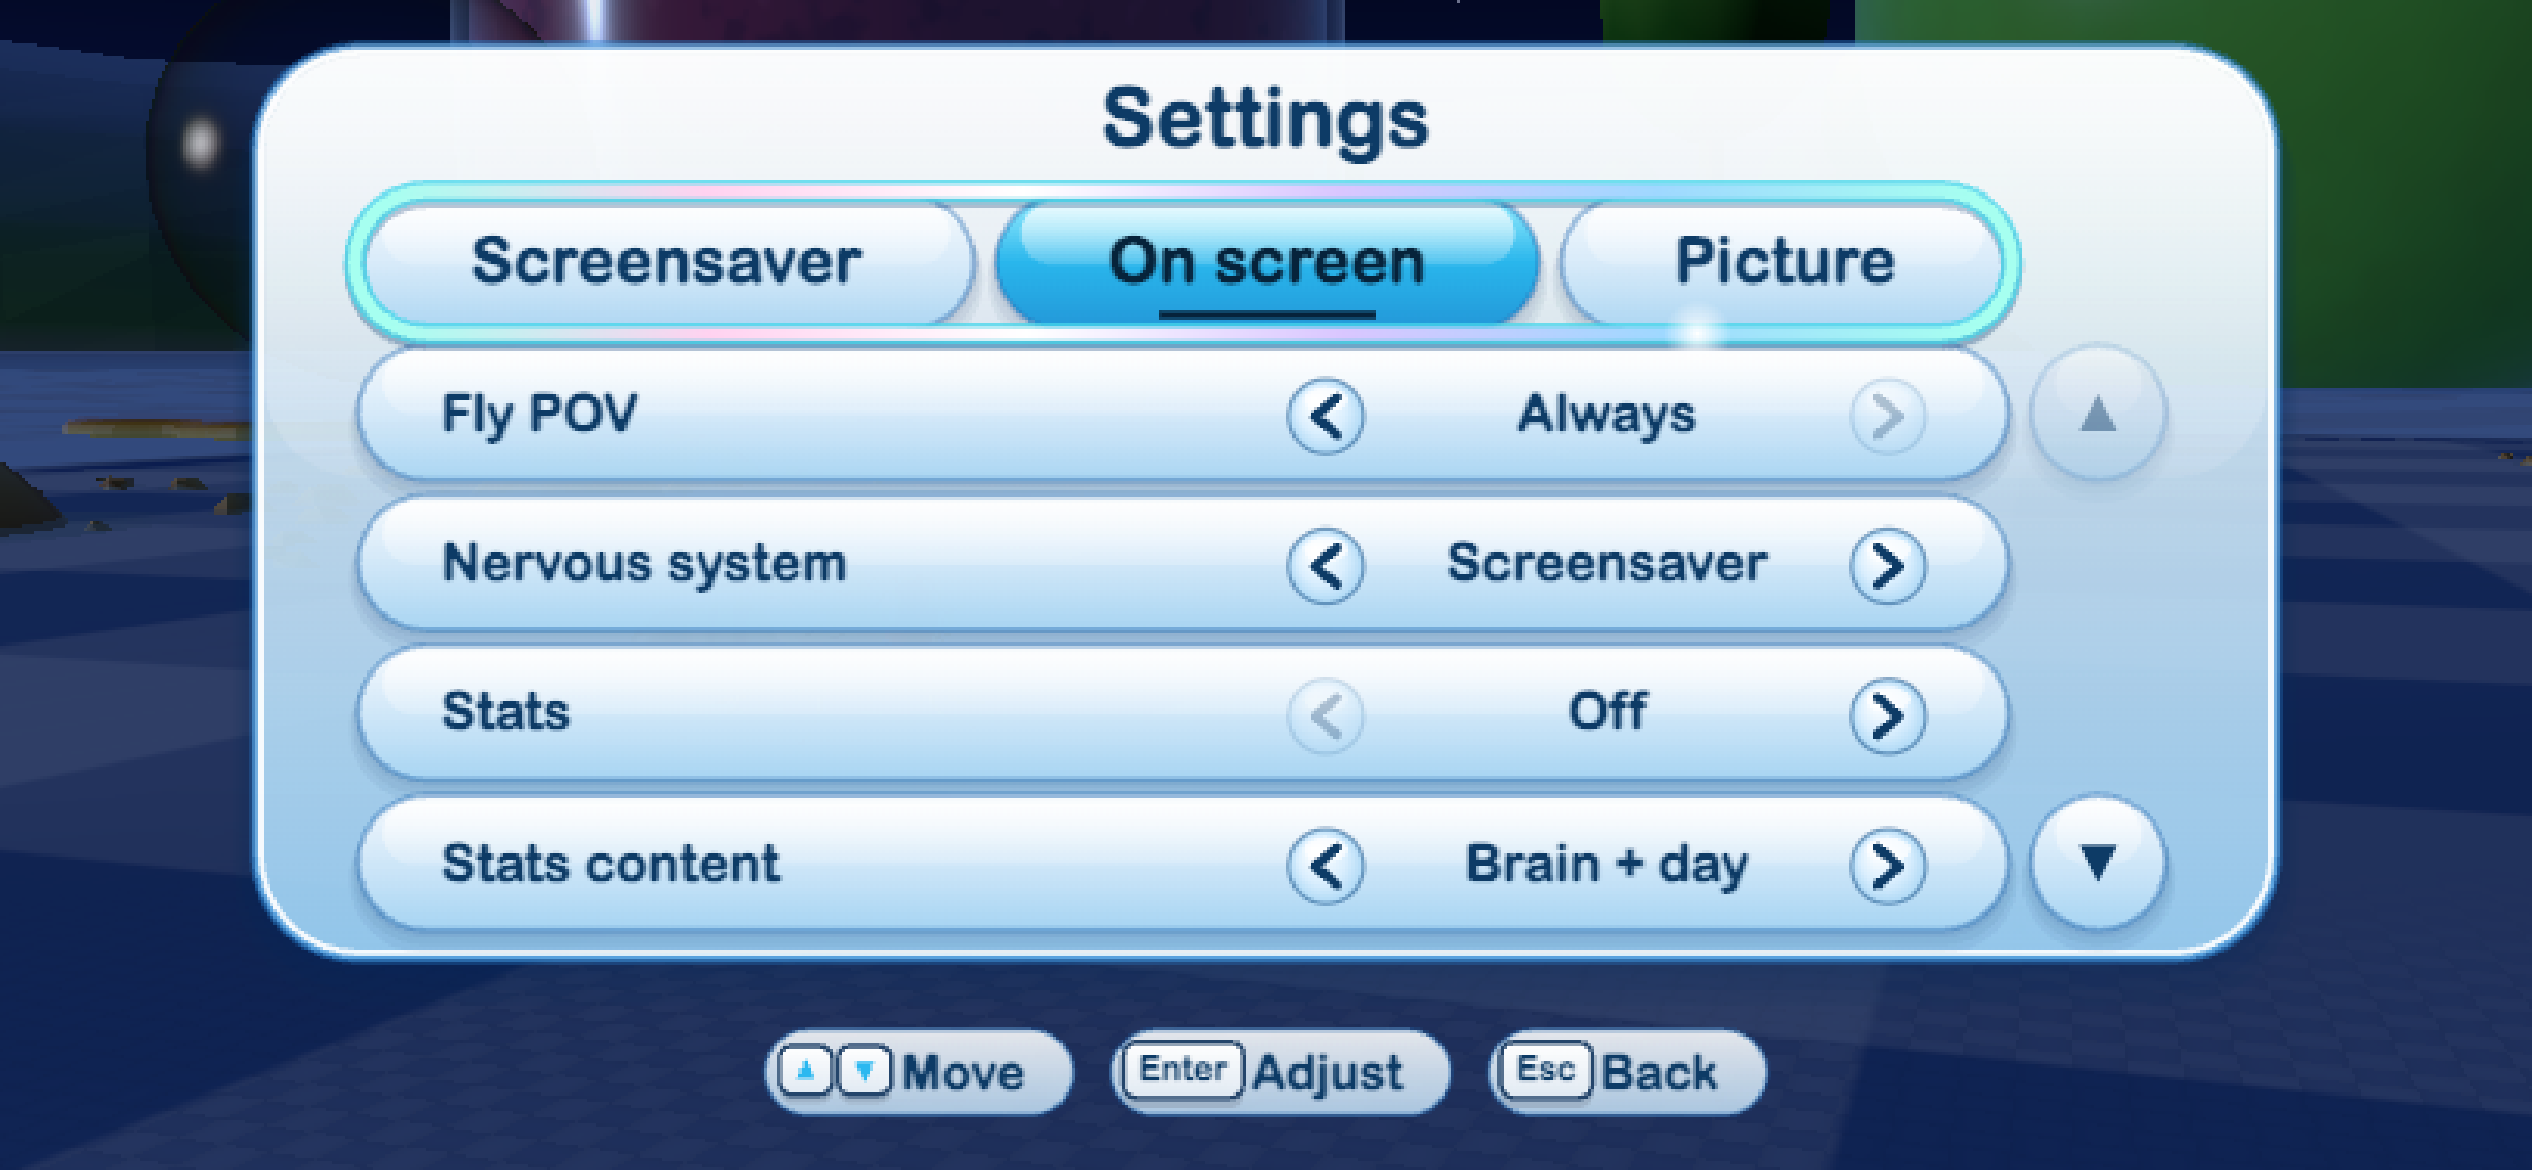 Settings
Screensaver On screen Picture
Fly POV < Always >
▲
Nervous system < Screensaver >
Stats < Off >
Stats content < Brain + day >
▼
▲ ▼ Move Enter Adjust Esc Back